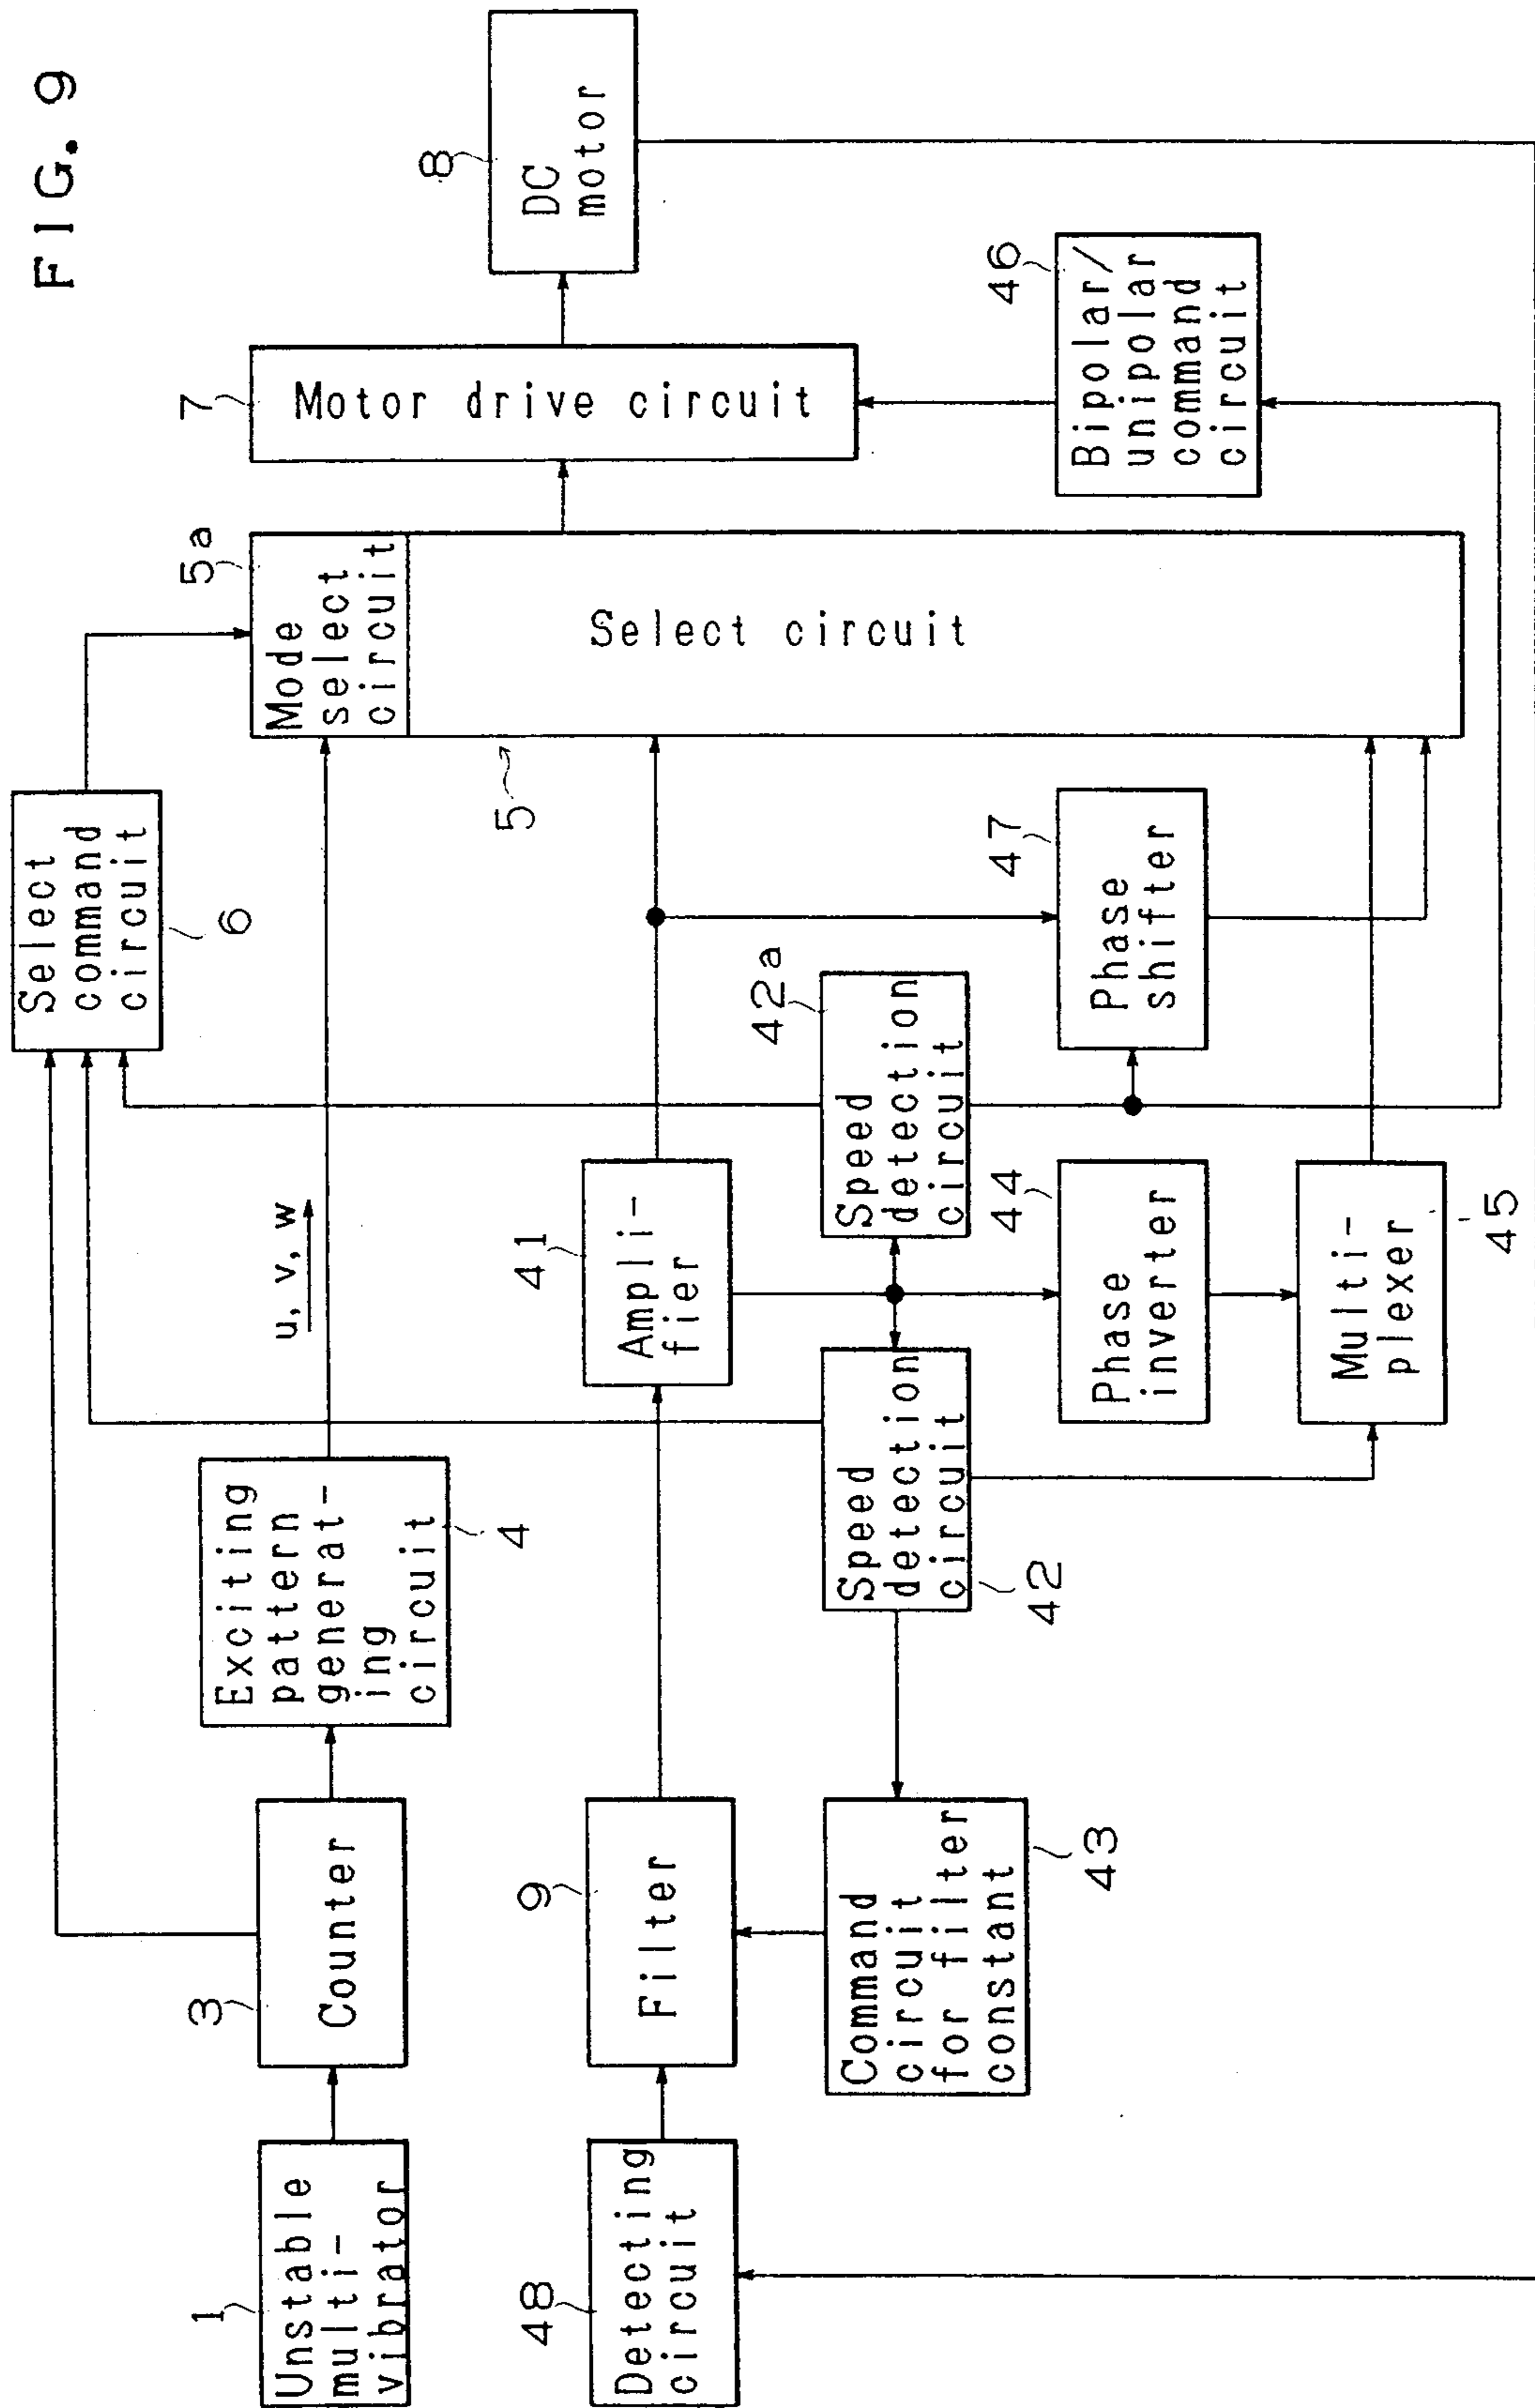 FIG. 9
Select
command
circuit
6
1
Unstable
multi-
vibrator
3
Counter
Exciting
pattern
generat-
ing
circuit
4
u, v, w
Mode
select
circuit
5a
Select circuit
5
7
Motor drive circuit
8
DC
motor
48
Detecting
circuit
9
Filter
41
Ampli-
fier
Command
circuit
for filter
constant
43
Speed
detection
circuit
42
Speed
detection
circuit
42a
Phase
inverter
44
Phase
shifter
47
Multi-
plexer
45
Bipolar/
unipolar
command
circuit
46